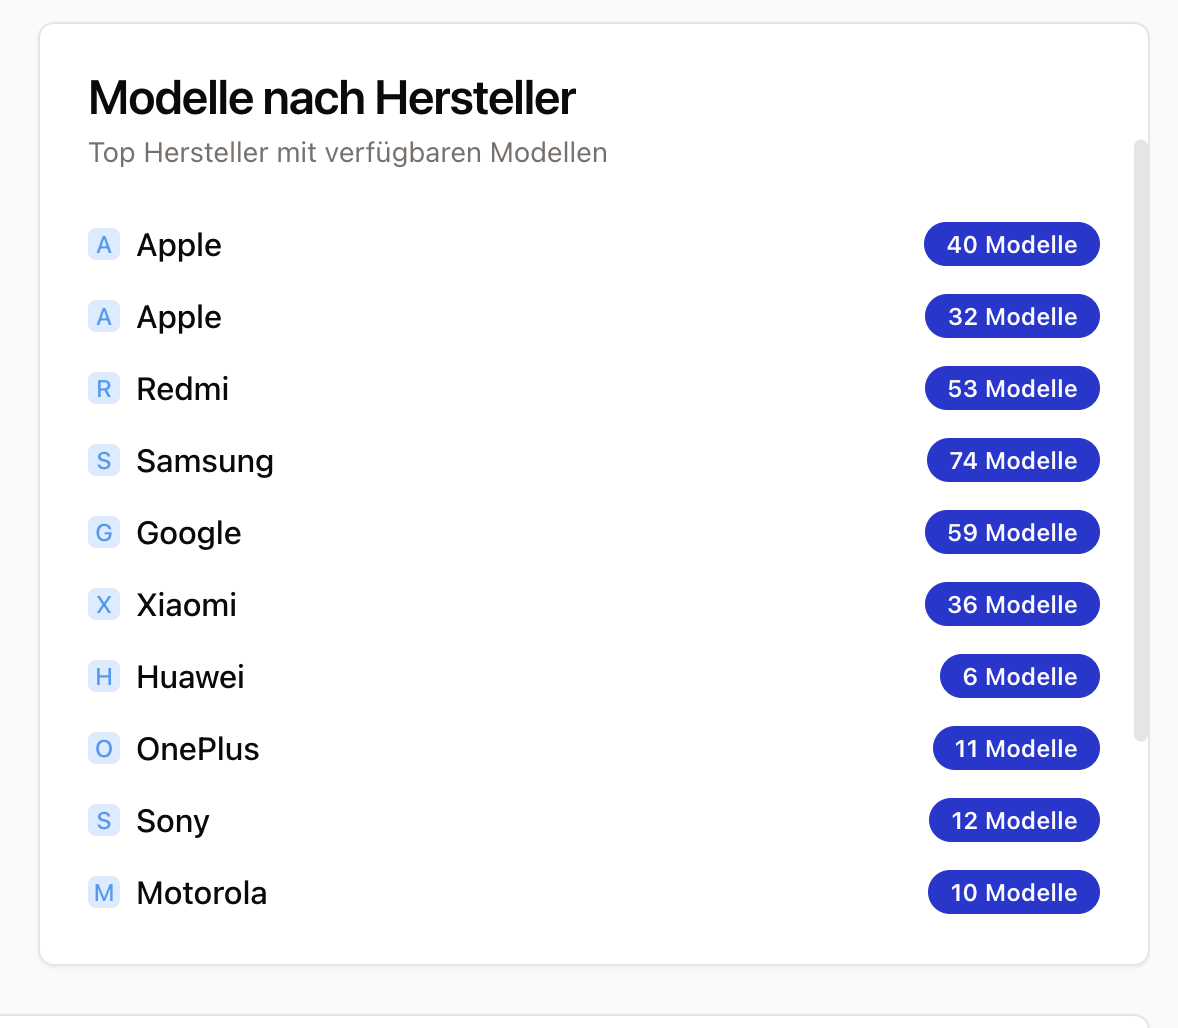 Modelle nach Hersteller
Top Hersteller mit verfügbaren Modellen
A Apple 40 Modelle
A Apple 32 Modelle
R Redmi 53 Modelle
S Samsung 74 Modelle
G Google 59 Modelle
X Xiaomi 36 Modelle
H Huawei 6 Modelle
O OnePlus 11 Modelle
S Sony 12 Modelle
M Motorola 10 Modelle